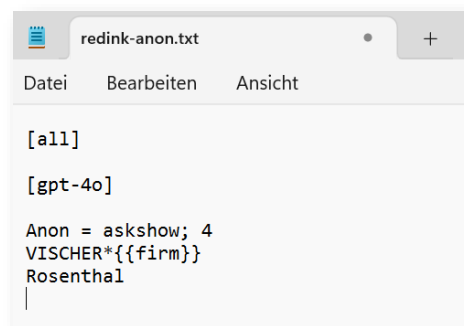 redink-anon.txt
Datei Bearbeiten Ansicht
[all]
[gpt-4o]
Anon = askshow; 4
VISCHER*{{firm}}
Rosenthal